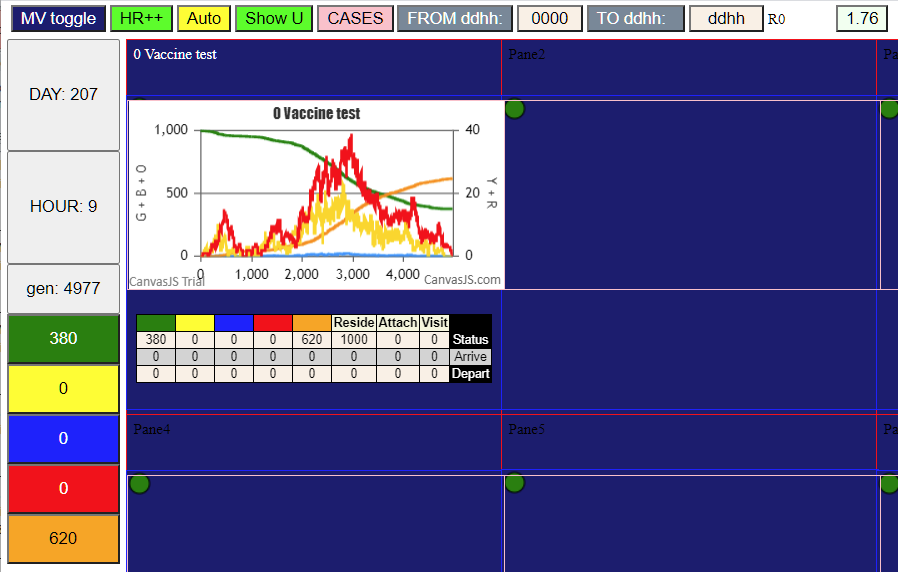 MV toggle HR++ Auto Show U CASES FROM ddhh: 0000 TO ddhh: ddhh R0 1.76
DAY: 207
HOUR: 9
gen: 4977
380
0
0
0
620
0 Vaccine test Pane2 Pa
0 Vaccine test
1,000 40
500 20
0 0
G + B + O
Y + R
0 1,000 2,000 3,000 4,000
CanvasJS Trial CanvasJS.com
Reside Attach Visit
380 0 0 0 620 1000 0 0 Status
0 0 0 0 0 0 0 0 Arrive
0 0 0 0 0 0 0 0 Depart
Pane4 Pane5 Pa